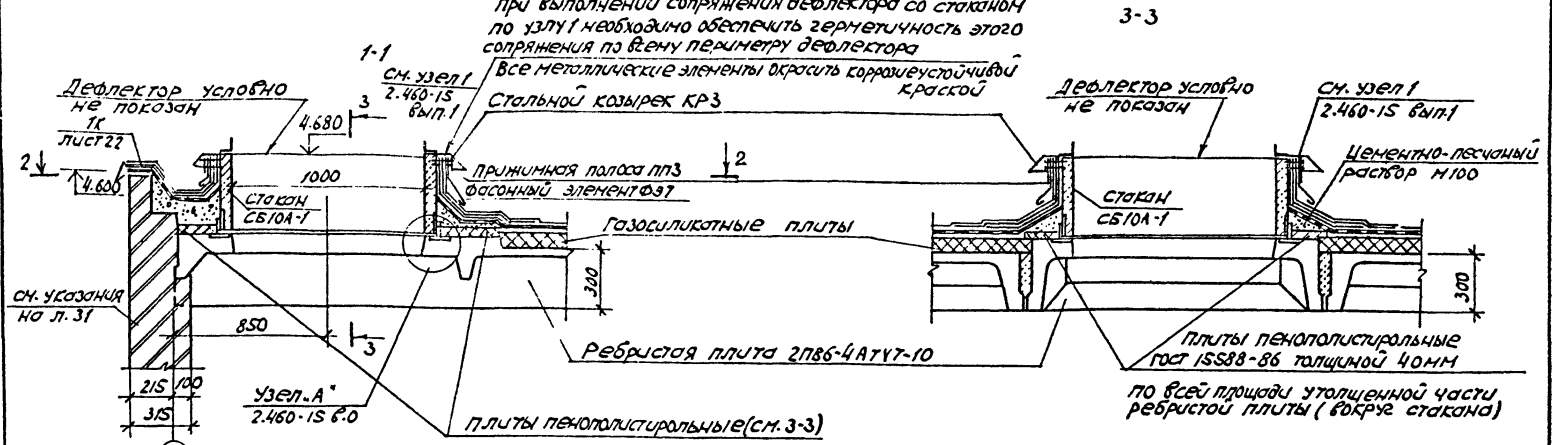 при выполнении сопряжения дефлектора со стаканом
по узлу 1 необходимо обеспечить герметичность этого
сопряжения по всему периметру дефлектора
Все металлические элементы окрасить коррозиеустойчивой
краской
1-1
см. узел 1
2.460-15
вып.1
Дефлектор условно
не показан
1к
лист 22
3
4.680
2
4.600
1000
Стакан
СБ10А-1
Стальной козырек КР3
Прижимная полоса ПП3
фасонный элемент ФЭ7
2
Газосиликатные плиты
300
см. указания
на л. 31
850
3
215
100
315
Узел „А"
2.460-15 в.0
Ребристая плита 2П86-4АТVТ-10
плиты пенополистирольные (см. 3-3)
3-3
Дефлектор условно
не показан
см. узел 1
2.460-15 вып.1
Цементно-песчаный
раствор М100
Стакан
СБ10А-1
300
плиты пенополистирольные
гост 15588-86 толщиной 40мм
по всей площади утолщенной части
ребристой плиты (вокруг стакана)